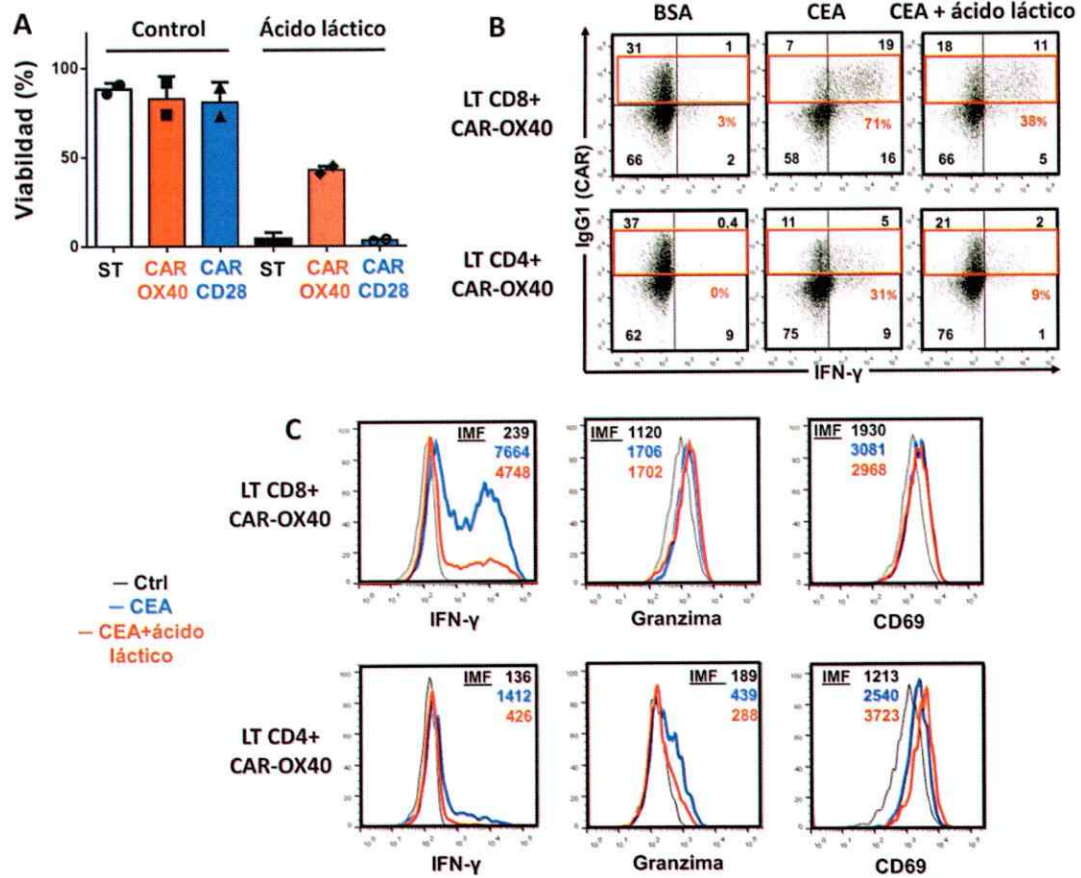 A
Control
Ácido láctico
Viabildad (%)
100
50
0
ST
CAR
OX40
CAR
CD28
ST
CAR
OX40
CAR
CD28
B
BSA
CEA
CEA + ácido láctico
LT CD8+
CAR-OX40
31
1
3%
66
2
7
19
71%
58
16
18
11
38%
66
5
LT CD4+
CAR-OX40
37
0,4
0%
62
9
11
5
31%
75
9
21
2
9%
76
1
IgG1 (CAR)
IFN-γ
C
LT CD8+
CAR-OX40
IMF 239
7664
4748
IFN-γ
IMF 1120
1706
1702
Granzima
IMF 1930
3081
2968
CD69
Ctrl
CEA
CEA+ácido
láctico
LT CD4+
CAR-OX40
IMF 136
1412
426
IFN-γ
IMF 189
439
288
Granzima
IMF 1213
2540
3723
CD69